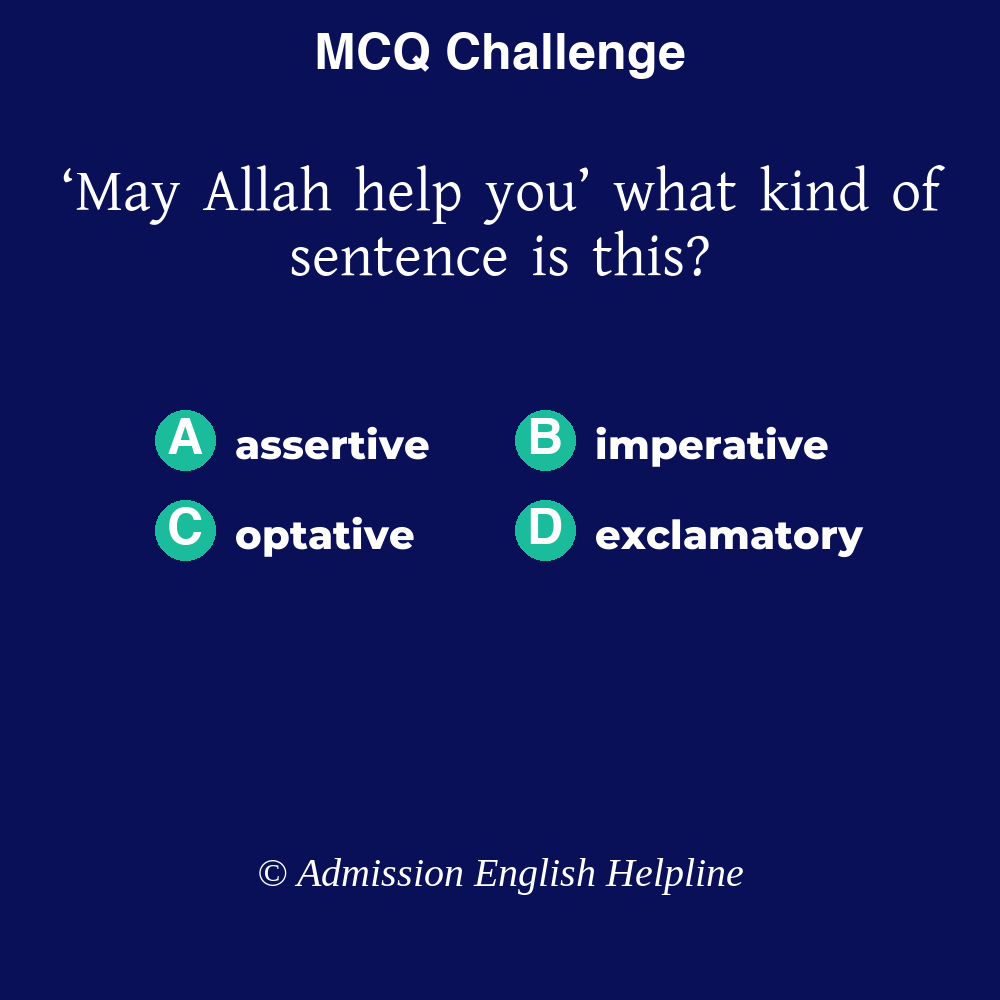 MCQ Challenge
‘May Allah help you’ what kind of
sentence is this?
A assertive
B imperative
C optative
D exclamatory
© Admission English Helpline